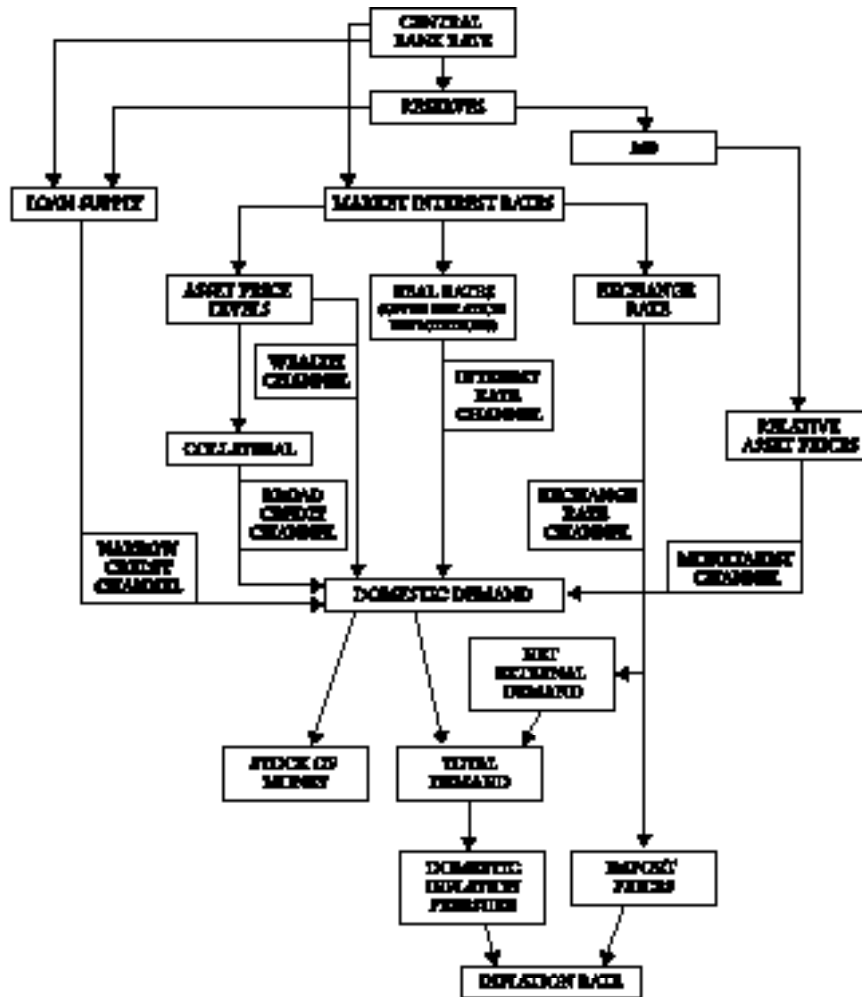 CENTRAL
BANK RATE
RESERVES
LOAN SUPPLY
MARKET INTEREST RATES
ASSET PRICE
LEVELS
REAL RATES
EXCHANGE
RATE
WEALTH
CHANNEL
INTEREST
RATE
CHANNEL
RELATIVE
ASSET PRICES
COLLATERAL
BROAD
CREDIT
CHANNEL
EXCHANGE
RATE
CHANNEL
NARROW
CREDIT
CHANNEL
MONETARIST
CHANNEL
DOMESTIC DEMAND
NET
EXTERNAL
DEMAND
STOCK OF
MONEY
TOTAL
DEMAND
DOMESTIC
INFLATION
PRESSURE
IMPORT
PRICES
INFLATION RATE